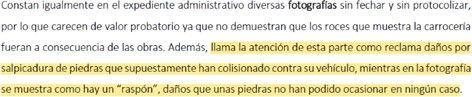 Constan igualmente en el expediente administrativo diversas fotografías sin fechar y sin protocolizar,
por lo que carecen de valor probatorio ya que no demuestran que los roces que muestra la carrocería
fueran a consecuencia de las obras. Además, llama la atención de esta parte como reclama daños por
salpicadura de piedras que supuestamente han colisionado contra su vehículo, mientras en la fotografía
se muestra como hay un “raspón”, daños que unas piedras no han podido ocasionar en ningún caso.